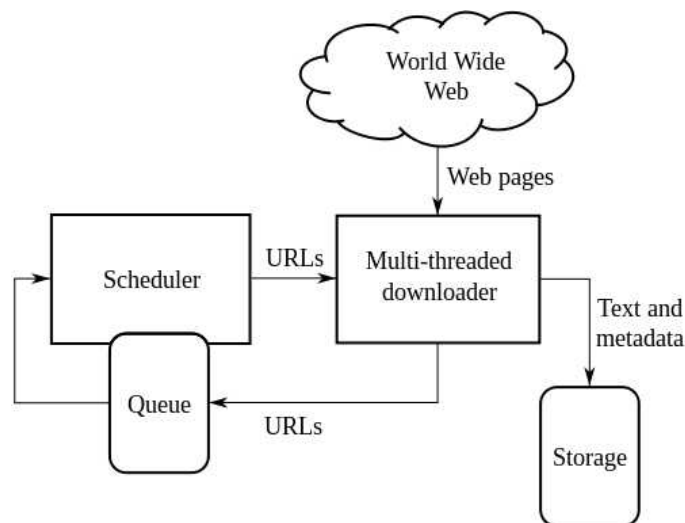 World Wide
Web
Web pages
Scheduler
URLs
Multi-threaded
downloader
Text and
metadata
Queue
URLs
Storage